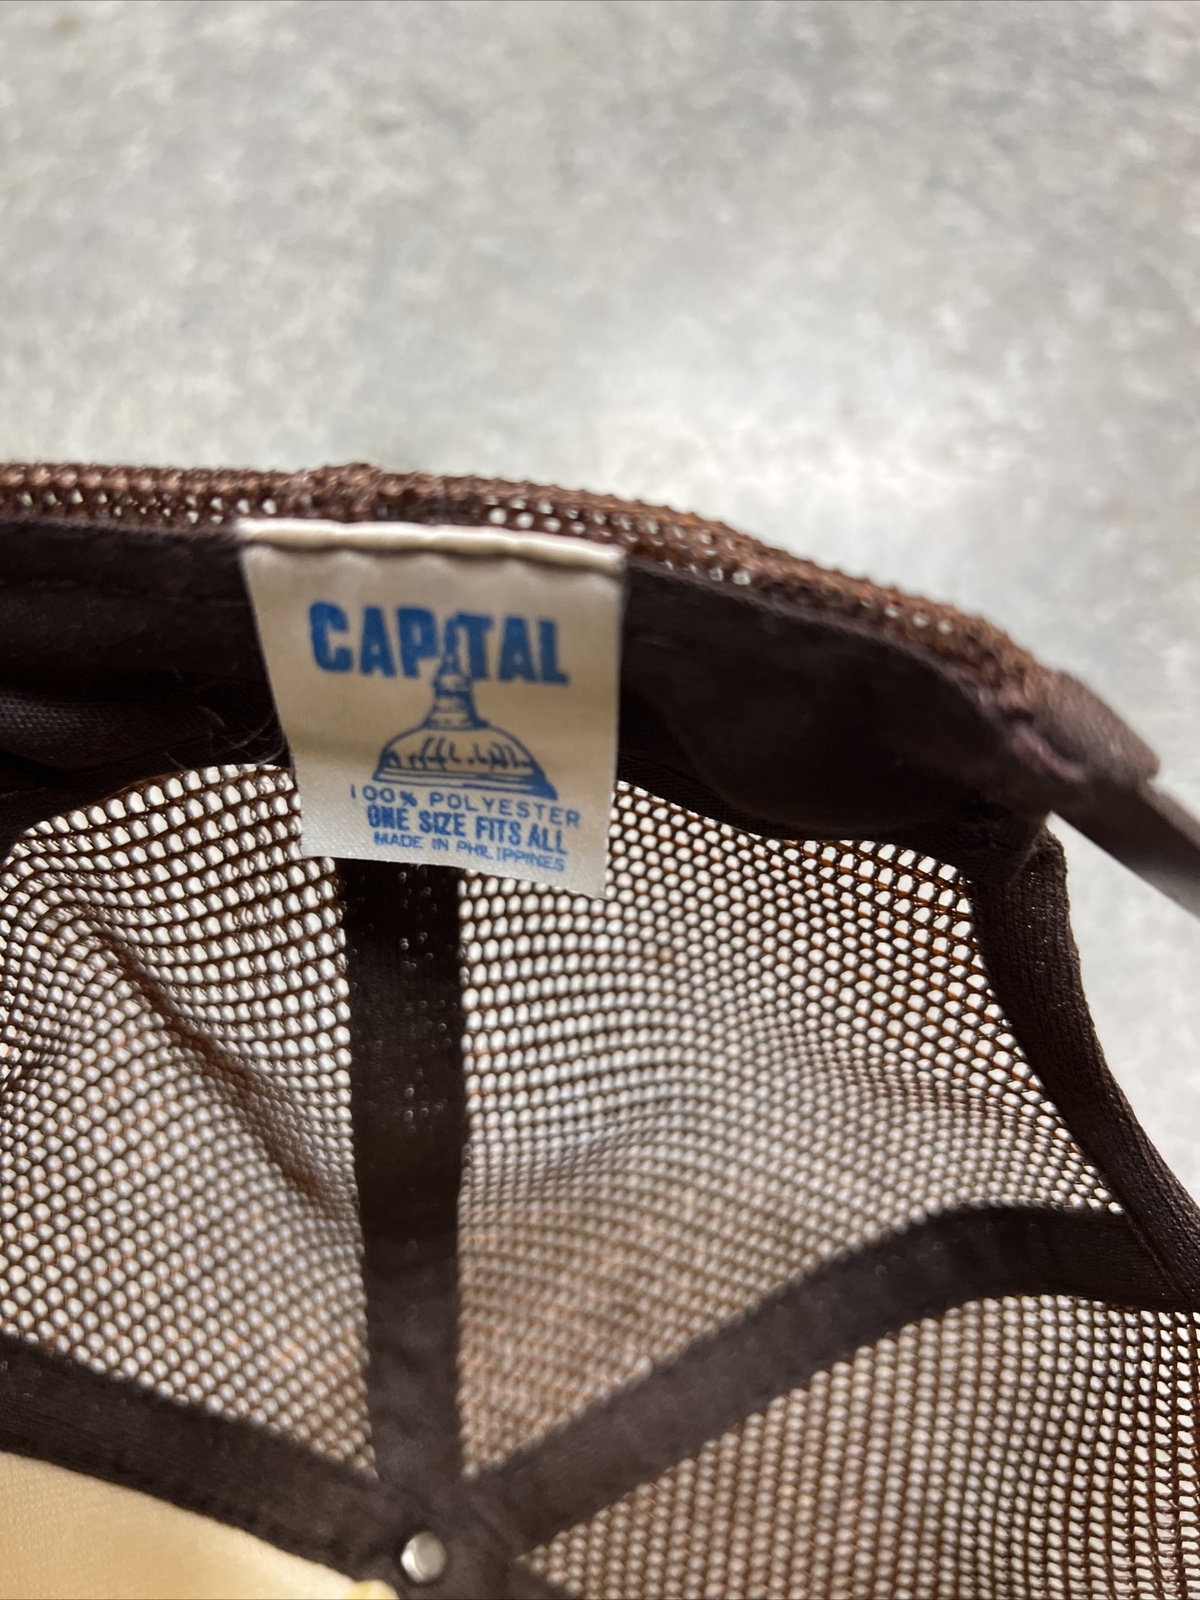 CAPITAL
100% POLYESTER
ONE SIZE FITS ALL
MADE IN PHILIPPINES